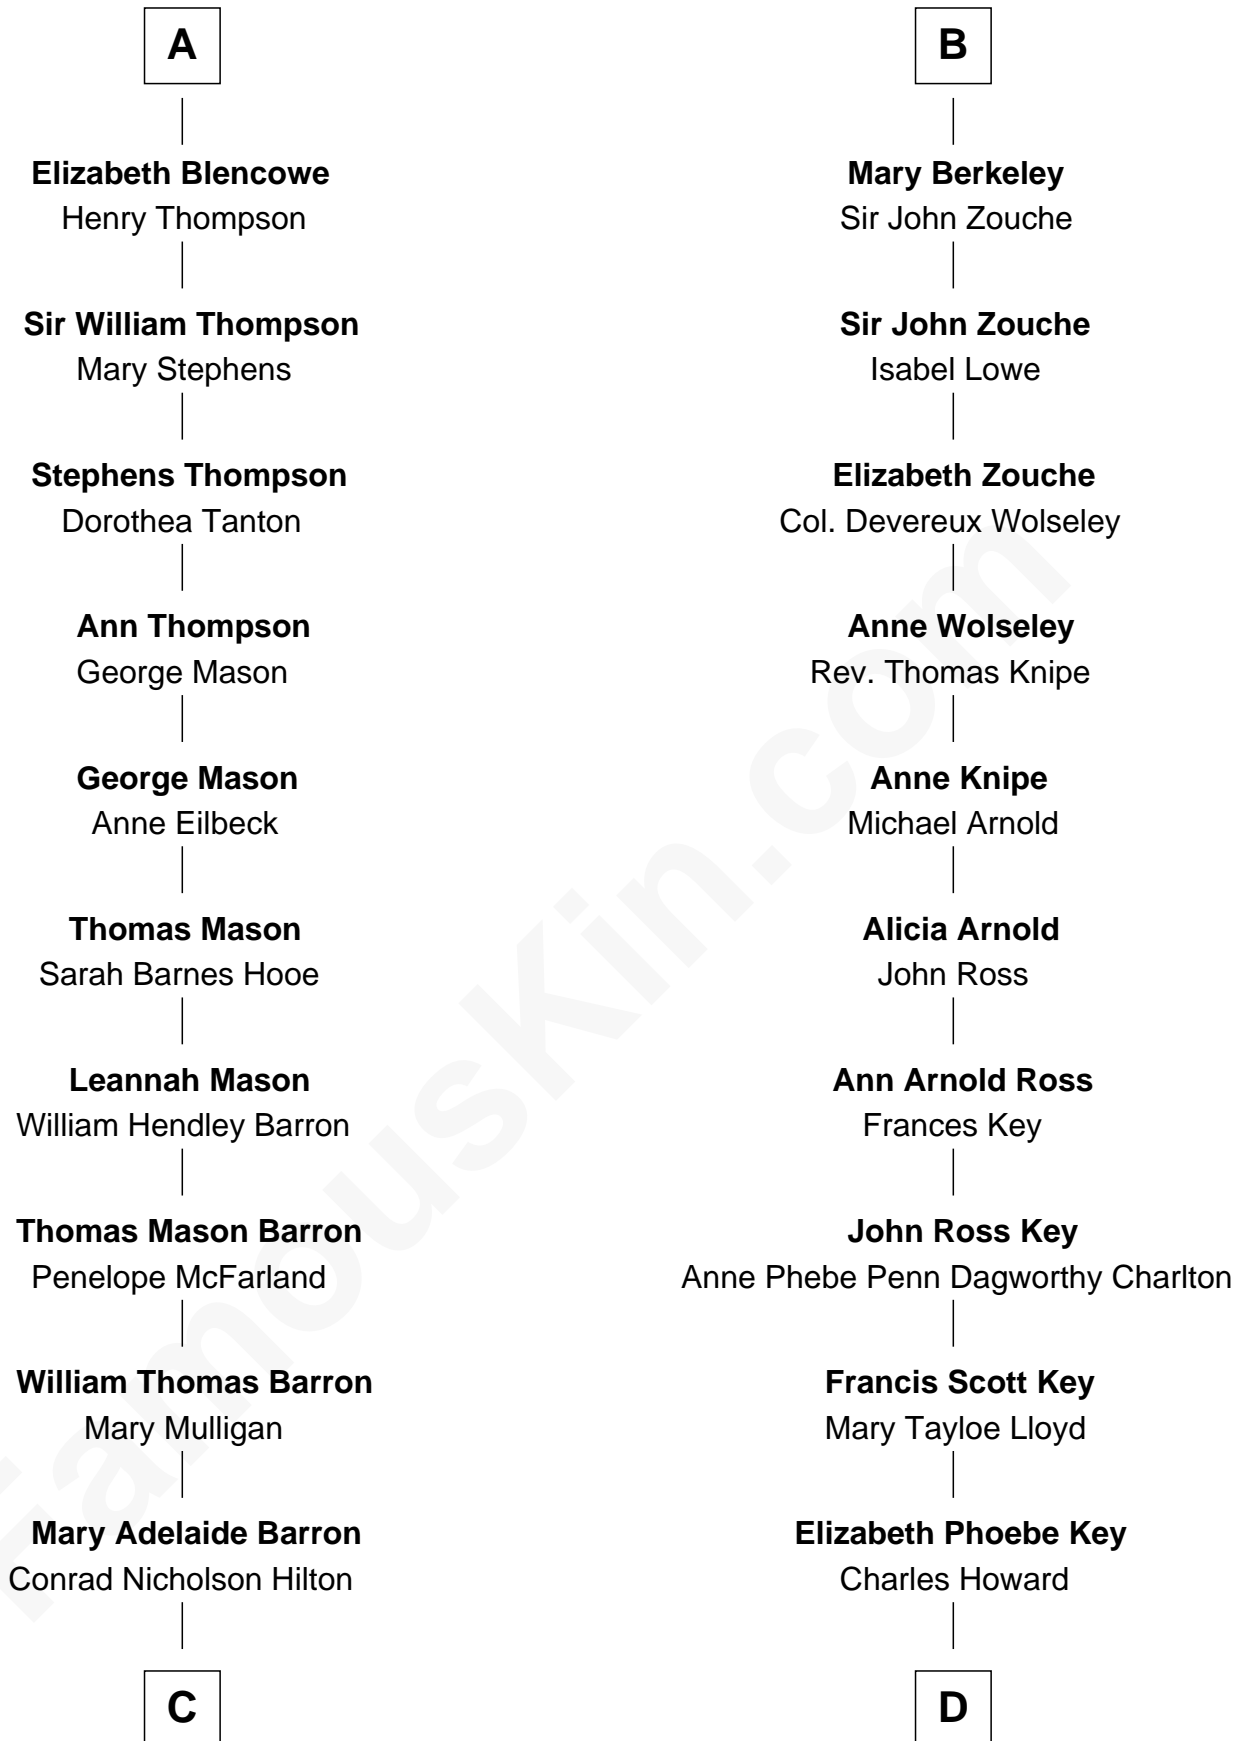 A
Elizabeth Blencowe
Henry Thompson
Sir William Thompson
Mary Stephens
Stephens Thompson
Dorothea Tanton
Ann Thompson
George Mason
George Mason
Anne Eilbeck
Thomas Mason
Sarah Barnes Hooe
Leannah Mason
William Hendley Barron
Thomas Mason Barron
Penelope McFarland
William Thomas Barron
Mary Mulligan
Mary Adelaide Barron
Conrad Nicholson Hilton
C
B
Mary Berkeley
Sir John Zouche
Sir John Zouche
Isabel Lowe
Elizabeth Zouche
Col. Devereux Wolseley
Anne Wolseley
Rev. Thomas Knipe
Anne Knipe
Michael Arnold
Alicia Arnold
John Ross
Ann Arnold Ross
Frances Key
John Ross Key
Anne Phebe Penn Dagworthy Charlton
Francis Scott Key
Mary Tayloe Lloyd
Elizabeth Phoebe Key
Charles Howard
D
FamousKin.com